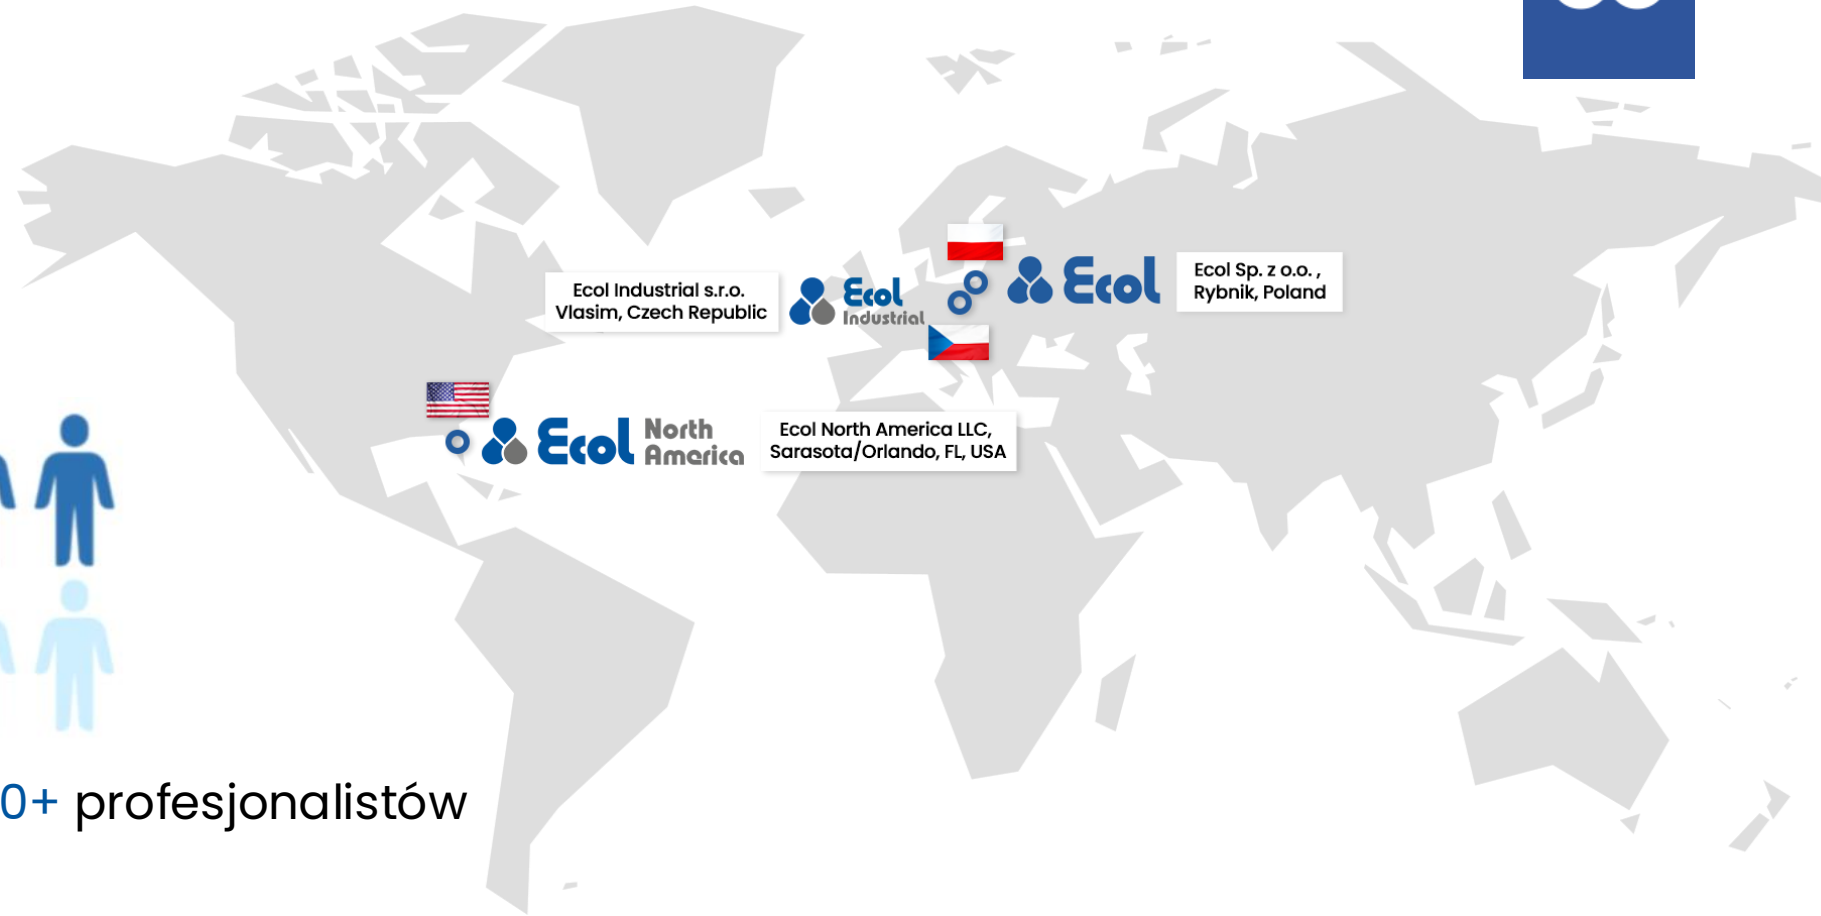 Ecol Sp. z o.o. ,
Rybnik, Poland
Ecol
Ecol Industrial s.r.o.
Vlasim, Czech Republic
Ecol
Industrial
Ecol North
America
Ecol North America LLC,
Sarasota/Orlando, FL, USA
0+ profesjonalistów